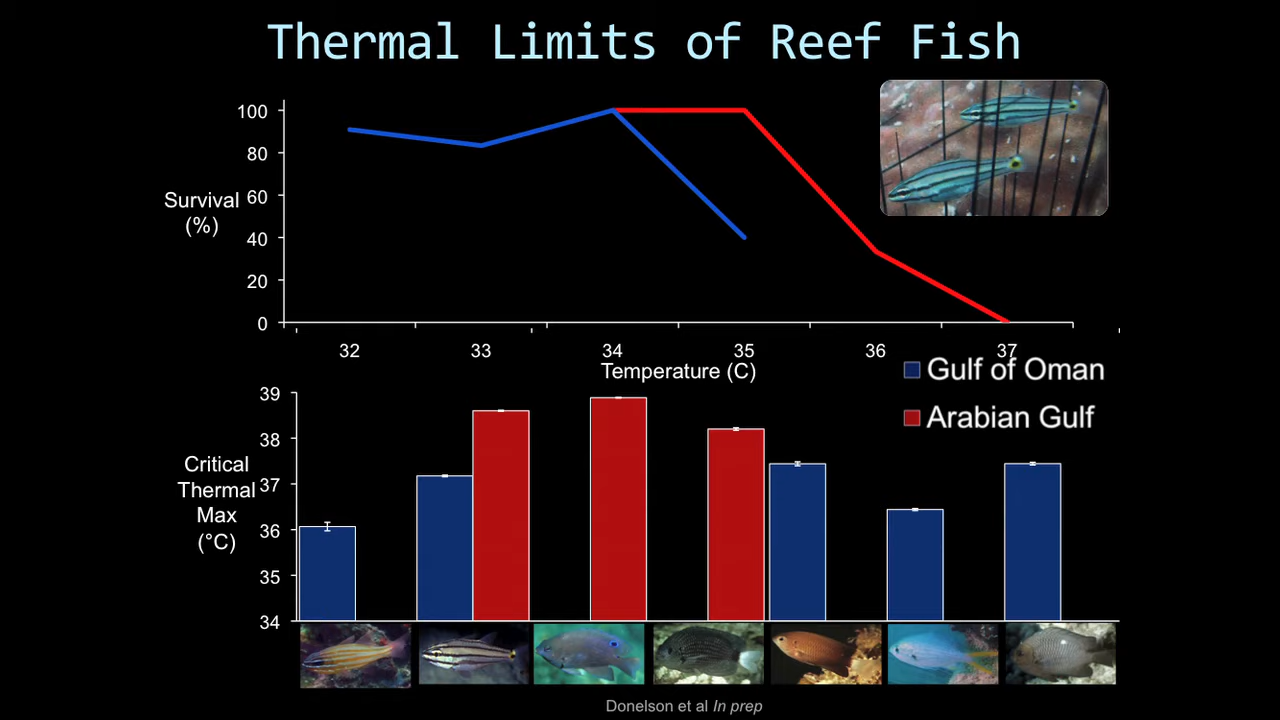 Thermal Limits of Reef Fish
100
80
60
40
20
0
Survival
(%)
32 33 34 35 36 37
Temperature (C)
Gulf of Oman
Arabian Gulf
39
38
37
36
35
34
Critical
Thermal
Max
(°C)
Donelson et al In prep